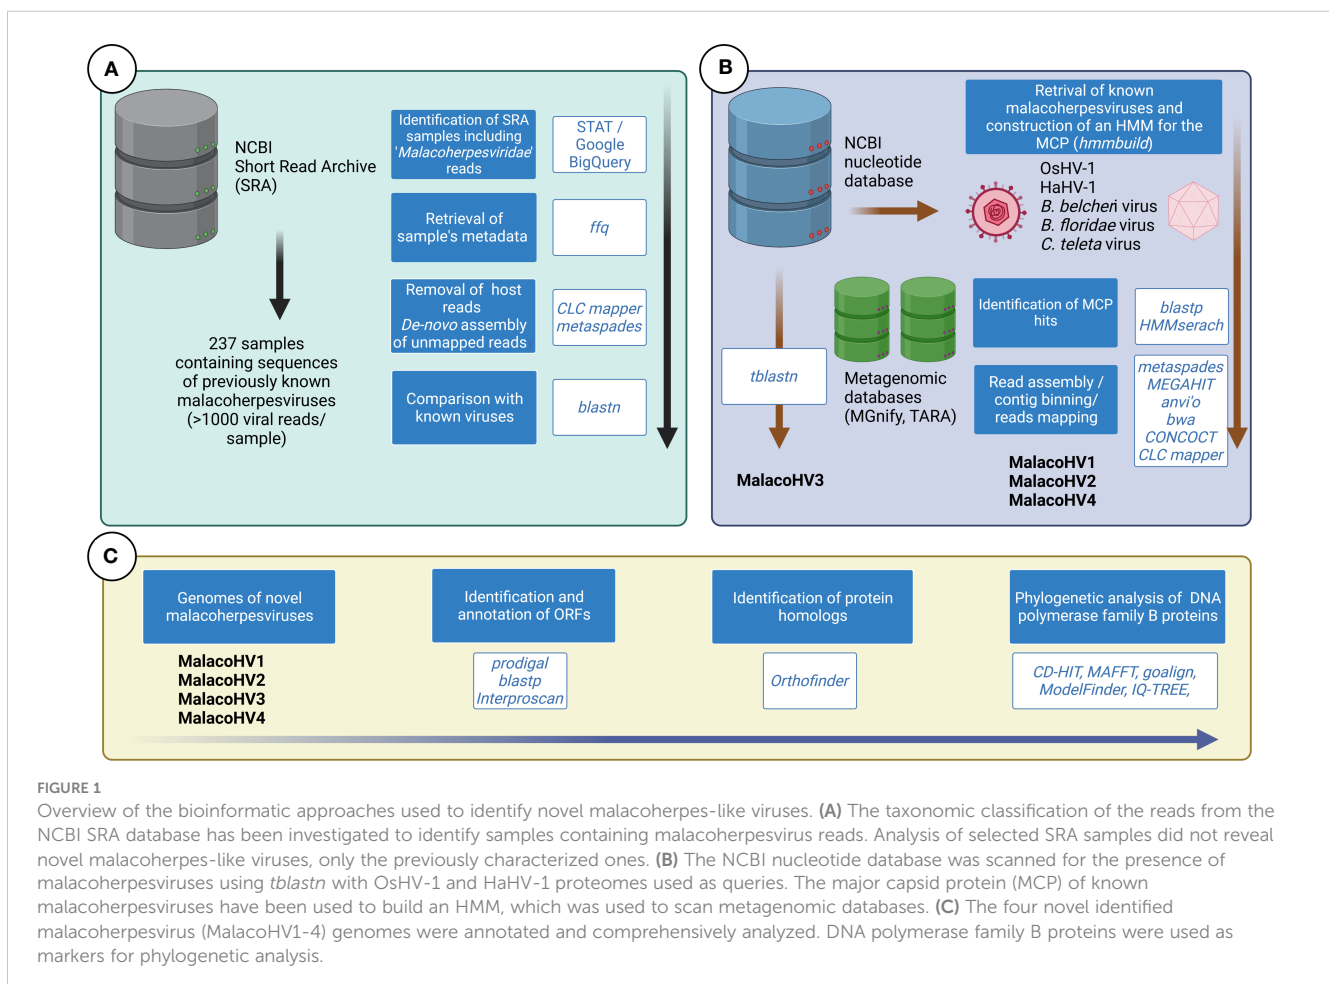 A
NCBI
Short Read Archive
(SRA)
237 samples
containing sequences
of previously known
malacoherpesviruses
(>1000 viral reads/
sample)
Identification of SRA
samples including
'Malacoherpesviridae'
reads
STAT /
Google
BigQuery
Retrieval of
sample's metadata
ffq
Removal of host
reads
De-novo assembly
of unmapped reads
CLC mapper
metaspades
Comparison with
known viruses
blastn
B
NCBI
nucleotide
database
Retrival of known
malacoherpesviruses and
construction of an HMM for the
MCP (hmmbuild)
OsHV-1
HaHV-1
B. belcheri virus
B. floridae virus
C. teleta virus
tblastn
MalacoHV3
Metagenomic
databases
(MGnify, TARA)
Identification of MCP
hits
blastp
HMMserach
Read assembly /
contig binning/
reads mapping
metaspades
MEGAHIT
anvi'o
bwa
CONCOCT
CLC mapper
MalacoHV1
MalacoHV2
MalacoHV4
C
Genomes of novel
malacoherpesviruses
MalacoHV1
MalacoHV2
MalacoHV3
MalacoHV4
Identification and
annotation of ORFs
prodigal
blastp
Interproscan
Identification of protein
homologs
Orthofinder
Phylogenetic analysis of DNA
polymerase family B proteins
CD-HIT, MAFFT, goalign,
ModelFinder, IQ-TREE,
FIGURE 1
Overview of the bioinformatic approaches used to identify novel malacoherpes-like viruses. (A) The taxonomic classification of the reads from the
NCBI SRA database has been investigated to identify samples containing malacoherpesvirus reads. Analysis of selected SRA samples did not reveal
novel malacoherpes-like viruses, only the previously characterized ones. (B) The NCBI nucleotide database was scanned for the presence of
malacoherpesviruses using tblastn with OsHV-1 and HaHV-1 proteomes used as queries. The major capsid protein (MCP) of known
malacoherpesviruses have been used to build an HMM, which was used to scan metagenomic databases. (C) The four novel identified
malacoherpesvirus (MalacoHV1-4) genomes were annotated and comprehensively analyzed. DNA polymerase family B proteins were used as
markers for phylogenetic analysis.